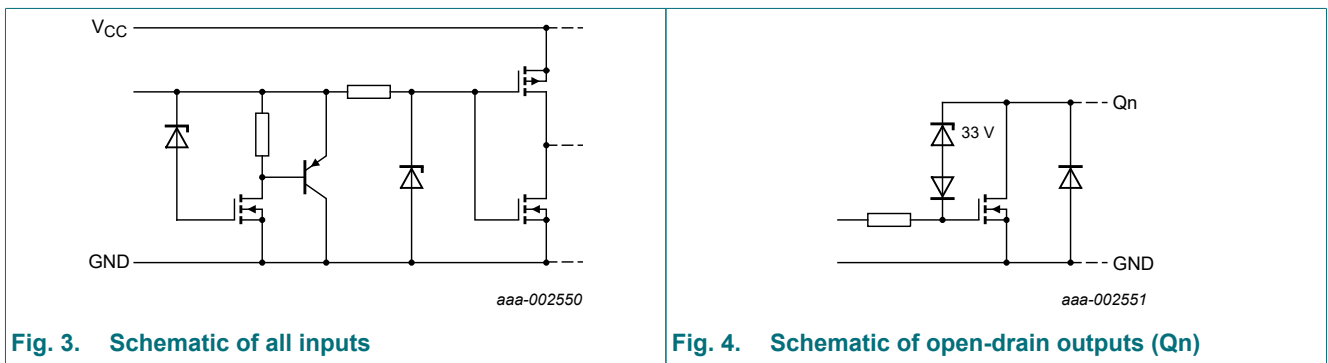 VCC
GND
aaa-002550
Fig. 3. Schematic of all inputs
Qn
33 V
GND
aaa-002551
Fig. 4. Schematic of open-drain outputs (Qn)